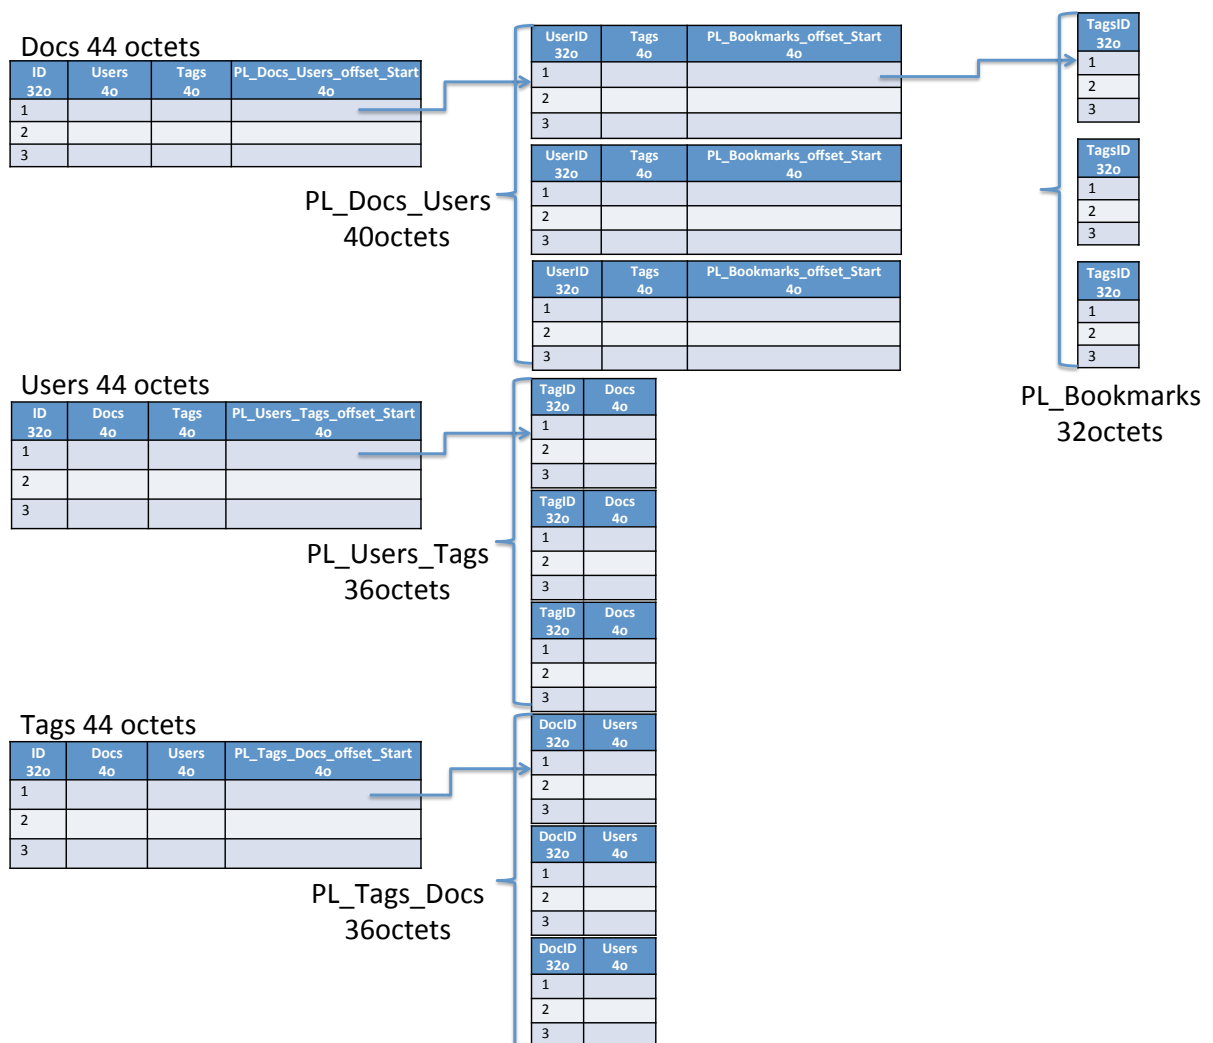 Docs 44 octets
ID Users Tags PL_Docs_Users_offset_Start
32o 4o 4o 4o
1
2
3
PL_Docs_Users
40octets
UserID Tags PL_Bookmarks_offset_Start
32o 4o 4o
1
2
3
UserID Tags PL_Bookmarks_offset_Start
32o 4o 4o
1
2
3
UserID Tags PL_Bookmarks_offset_Start
32o 4o 4o
1
2
3
TagsID
32o
1
2
3
TagsID
32o
1
2
3
TagsID
32o
1
2
3
PL_Bookmarks
32octets
Users 44 octets
ID Docs Tags PL_Users_Tags_offset_Start
32o 4o 4o 4o
1
2
3
PL_Users_Tags
36octets
TagID Docs
32o 4o
1
2
3
TagID Docs
32o 4o
1
2
3
TagID Docs
32o 4o
1
2
3
Tags 44 octets
ID Docs Users PL_Tags_Docs_offset_Start
32o 4o 4o 4o
1
2
3
PL_Tags_Docs
36octets
DocID Users
32o 4o
1
2
3
DocID Users
32o 4o
1
2
3
DocID Users
32o 4o
1
2
3